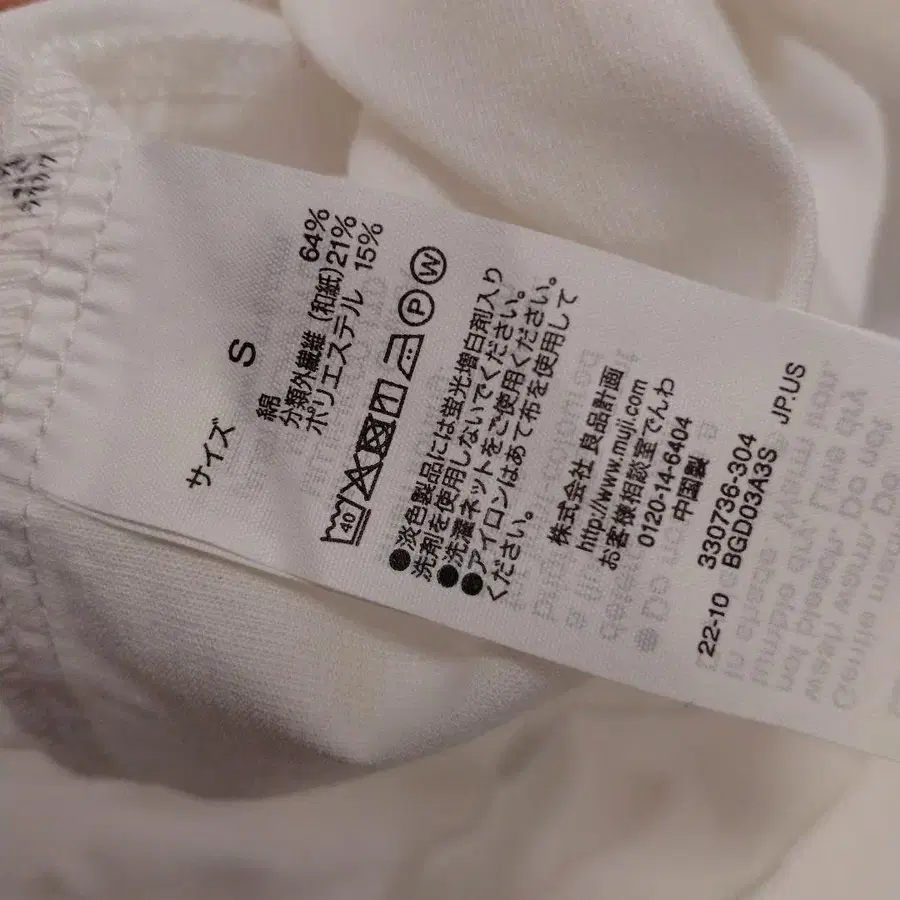 サイズ S
綿 64%
分類外繊維(和紙)21%
ポリエステル 15%
40 P W
●淡色製品には蛍光増白剤入り
洗剤を使用しないでください。
●洗濯ネットをご使用ください。
●アイロンはあて布を使用して
ください。
株式会社 良品計画
http://www.muji.com
お客様相談室でんわ
0120-14-6404
中国製
22-10 330736-304 JP.US
BGD03A3S